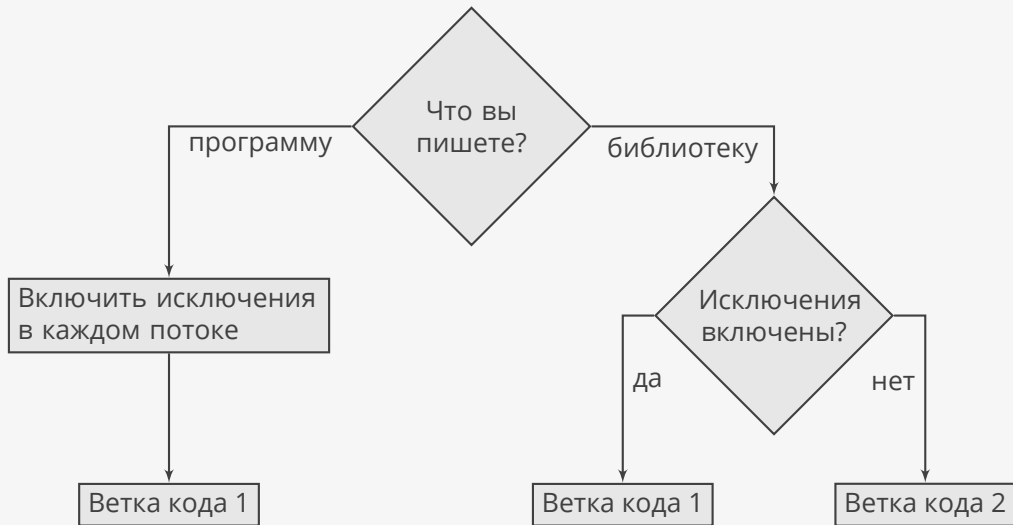 Что вы
пишете?
программу
библиотеку
Включить исключения
в каждом потоке
Исключения
включены?
да
нет
Ветка кода 1
Ветка кода 1
Ветка кода 2